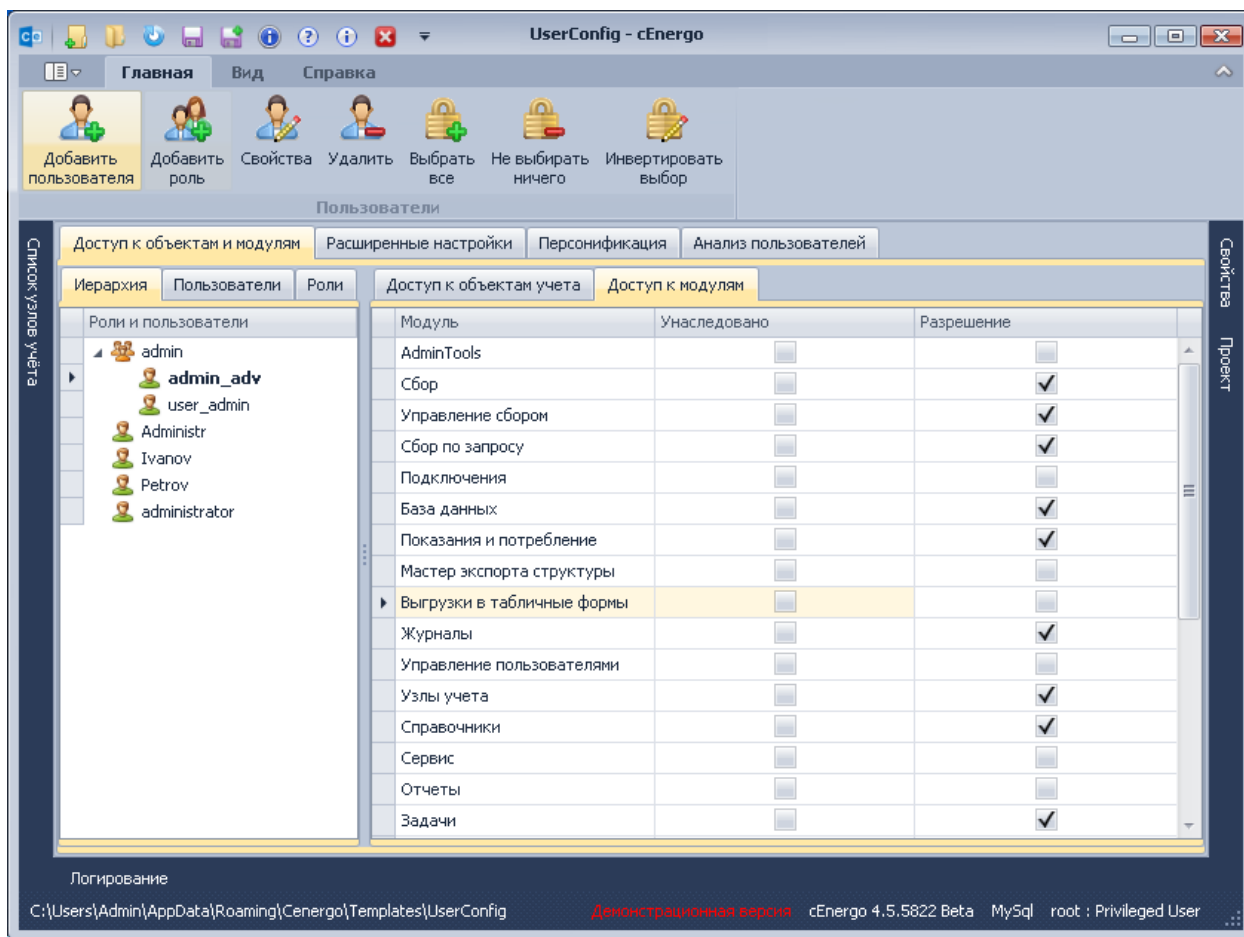 UserConfig - cEnergo
Главная Вид Справка
Добавить пользователя
Добавить роль
Свойства
Удалить
Выбрать все
Не выбирать ничего
Инвертировать выбор
Пользователи
Список узлов учёта
Доступ к объектам и модулям Расширенные настройки Персонификация Анализ пользователей
Иерархия Пользователи Роли
Роли и пользователи
admin
admin_adv
user_admin
Administr
Ivanov
Petrov
administrator
Доступ к объектам учета Доступ к модулям
Модуль Унаследовано Разрешение
AdminTools
Сбор
Управление сбором
Сбор по запросу
Подключения
База данных
Показания и потребление
Мастер экспорта структуры
Выгрузки в табличные формы
Журналы
Управление пользователями
Узлы учета
Справочники
Сервис
Отчеты
Задачи
Свойства
Проект
Логирование
C:\Users\Admin\AppData\Roaming\Cenergo\Templates\UserConfig Демонстрационная версия cEnergo 4.5.5822 Beta MySql root : Privileged User